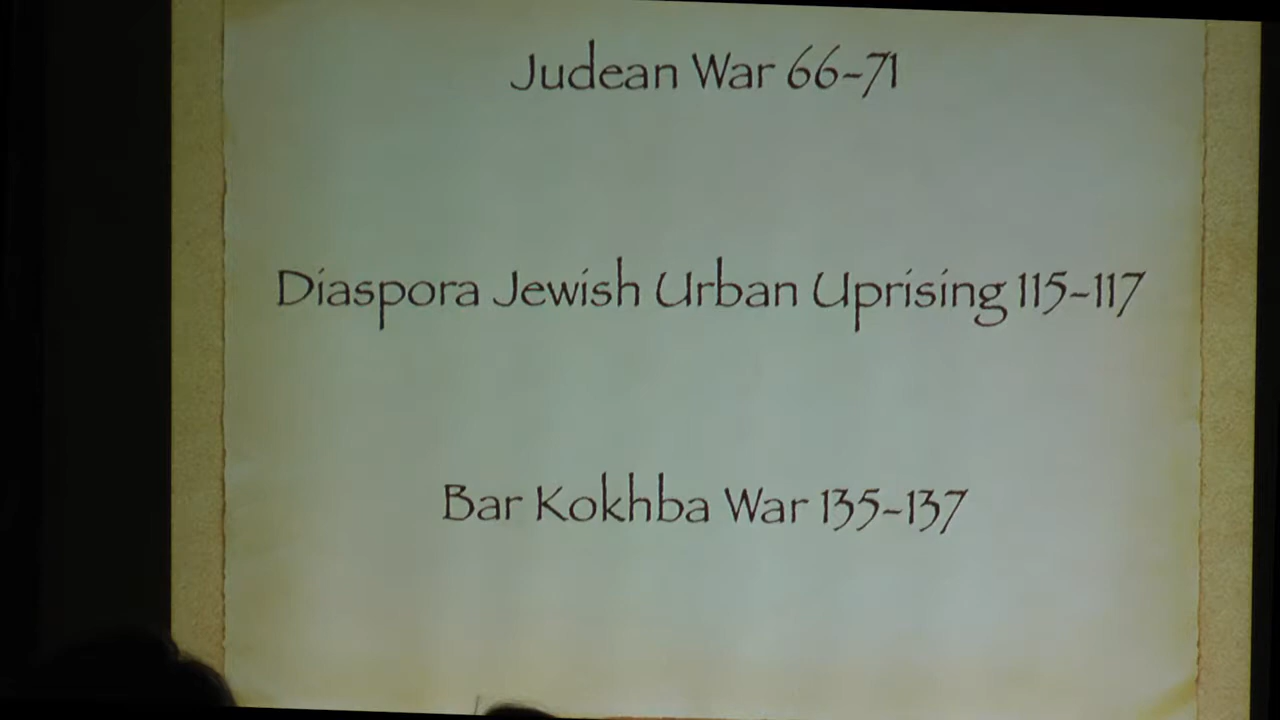 Judean War 66-71
Diaspora Jewish Urban Uprising 115-117
Bar Kokhba War 135-137